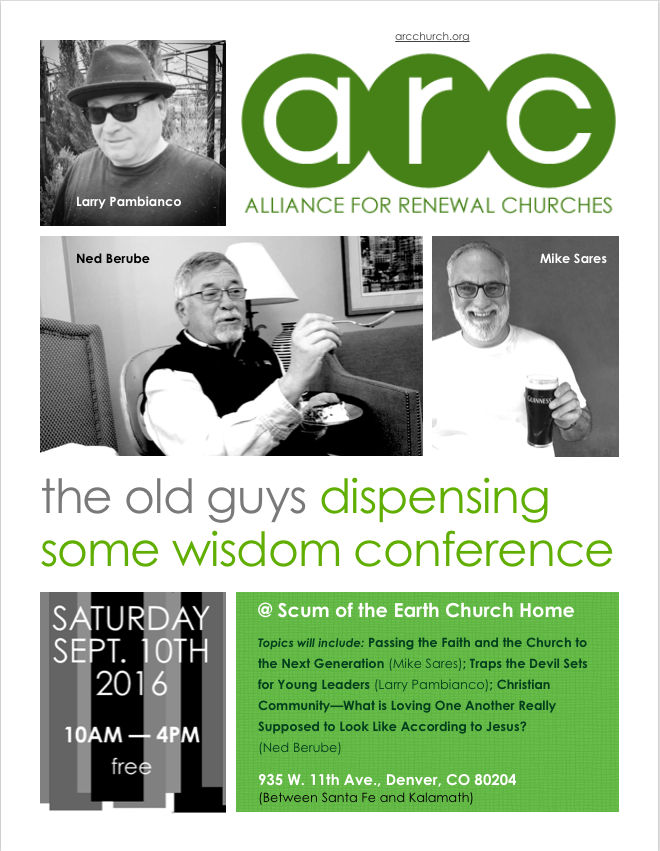 arcchurch.org
arc
ALLIANCE FOR RENEWAL CHURCHES
Larry Pambianco
Ned Berube
Mike Sares
GUINNESS
the old guys dispensing
some wisdom conference
SATURDAY
SEPT. 10TH
2016
10AM — 4PM
free
@ Scum of the Earth Church Home
Topics will include: Passing the Faith and the Church to
the Next Generation (Mike Sares); Traps the Devil Sets
for Young Leaders (Larry Pambianco); Christian
Community—What is Loving One Another Really
Supposed to Look Like According to Jesus?
(Ned Berube)
935 W. 11th Ave., Denver, CO 80204
(Between Santa Fe and Kalamath)